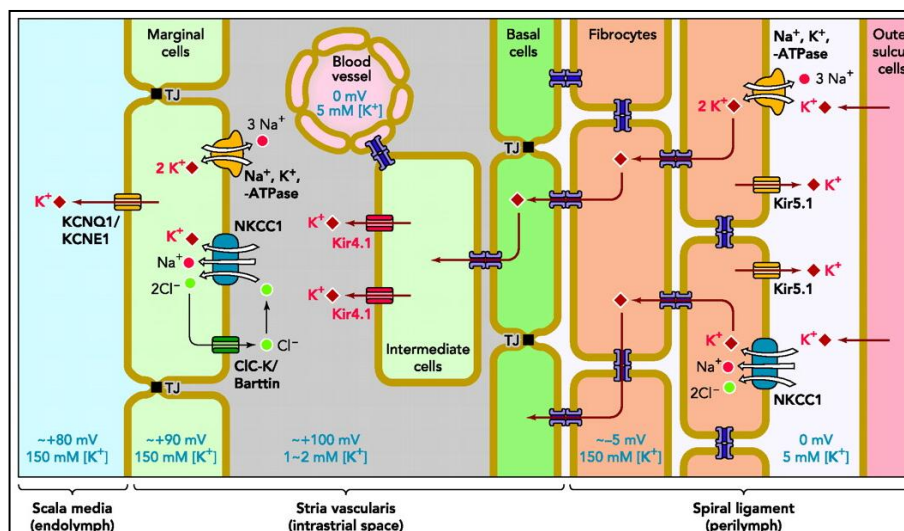 Marginal
cells
Blood
vessel
0 mV
5 mM [K⁺]
Basal
cells
Fibrocytes
Na⁺, K⁺,
-ATPase
Oute
sulcu
cells
TJ
3 Na⁺
2 K⁺
Na⁺, K⁺,
-ATPase
K⁺
KCNQ1/
KCNE1
NKCC1
K⁺
Na⁺
2Cl⁻
Cl⁻
ClC-K/
Barttin
TJ
K⁺
Kir4.1
K⁺
Kir4.1
Intermediate
cells
TJ
TJ
3 Na⁺
2 K⁺
K⁺
Kir5.1
K⁺
Kir5.1
K⁺
K⁺
Na⁺
2Cl⁻
K⁺
NKCC1
~+80 mV
150 mM [K⁺]
~+90 mV
150 mM [K⁺]
~+100 mV
1~2 mM [K⁺]
~–5 mV
150 mM [K⁺]
0 mV
5 mM [K⁺]
Scala media
(endolymph)
Stria vascularis
(intrastrial space)
Spiral ligament
(perilymph)